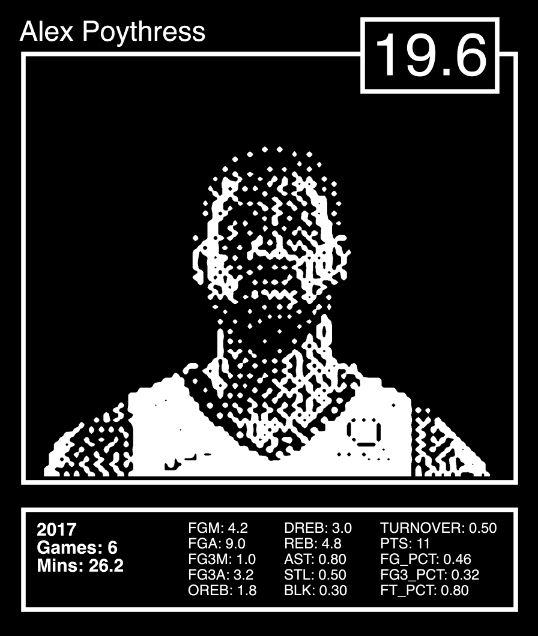 Alex Poythress
19.6
2017
Games: 6
Mins: 26.2
FGM: 4.2
FGA: 9.0
FG3M: 1.0
FG3A: 3.2
OREB: 1.8
DREB: 3.0
REB: 4.8
AST: 0.80
STL: 0.50
BLK: 0.30
TURNOVER: 0.50
PTS: 11
FG_PCT: 0.46
FG3_PCT: 0.32
FT_PCT: 0.80